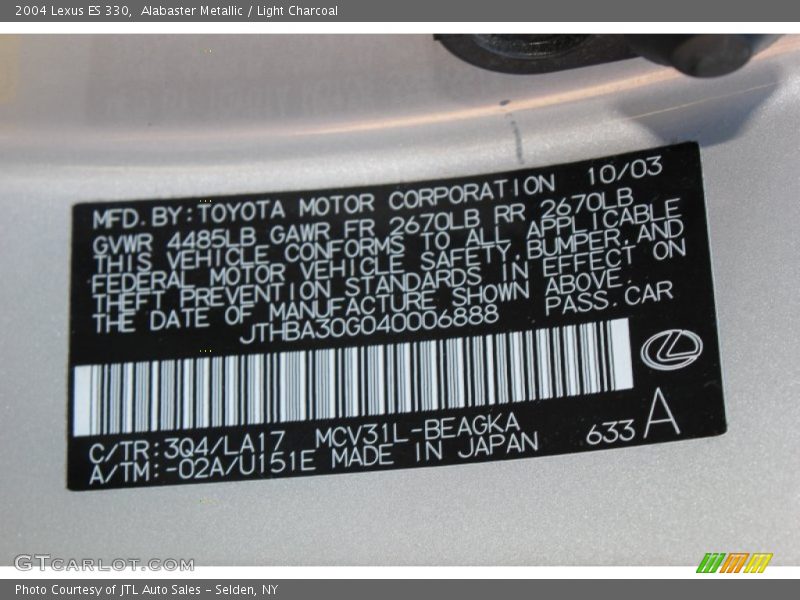 2004 Lexus ES 330, Alabaster Metallic / Light Charcoal
MFD. BY: TOYOTA MOTOR CORPORATION 10/03
GVWR 4485LB GAWR FR 2670LB RR 2670LB
THIS VEHICLE CONFORMS TO ALL APPLICABLE
FEDERAL MOTOR VEHICLE SAFETY, BUMPER, AND
THEFT PREVENTION STANDARDS IN EFFECT ON
THE DATE OF MANUFACTURE SHOWN ABOVE.
JTHBA30G040006888 PASS. CAR
C/TR: 3Q4/LA17 MCV31L-BEAGKA
A/TM: -02A/U151E MADE IN JAPAN 633 A
GTCARLOT.COM
Photo Courtesy of JTL Auto Sales - Selden, NY